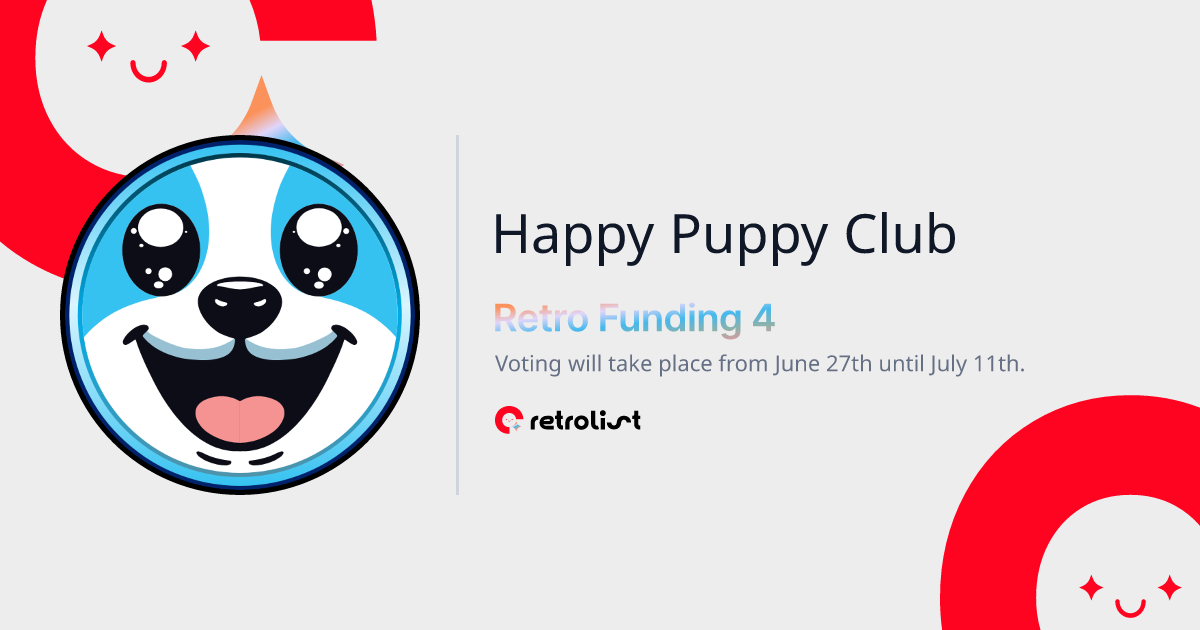 Happy Puppy Club
Retro Funding 4
Voting will take place from June 27th until July 11th.
retrolist